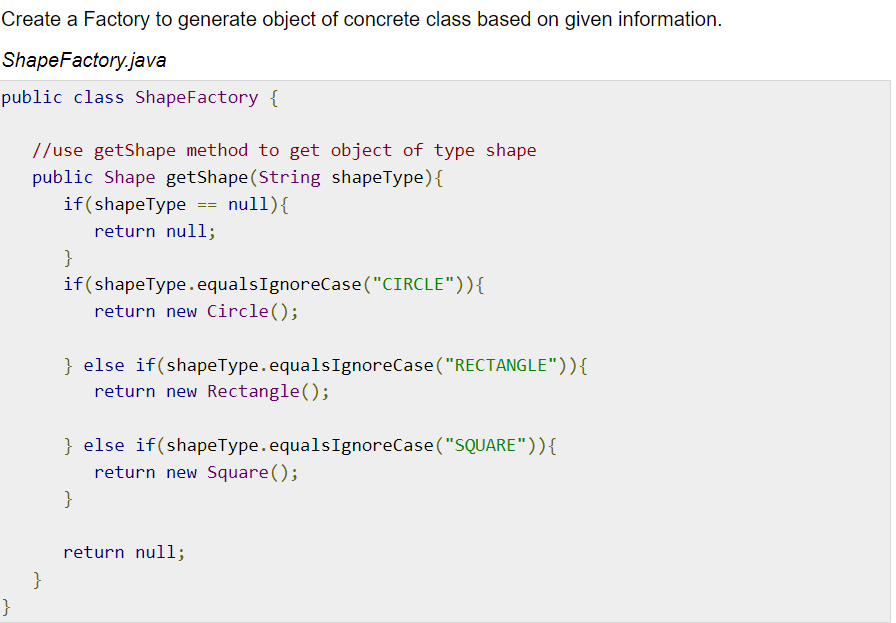 Create a Factory to generate object of concrete class based on given information.
ShapeFactory.java
public class ShapeFactory {
//use getShape method to get object of type shape
public Shape getShape(String shapeType){
if(shapeType == null){
return null;
}
if(shapeType.equalsIgnoreCase("CIRCLE")){
return new Circle();
} else if(shapeType.equalsIgnoreCase("RECTANGLE")){
return new Rectangle();
} else if(shapeType.equalsIgnoreCase("SQUARE")){
return new Square();
}
return null;
}
}